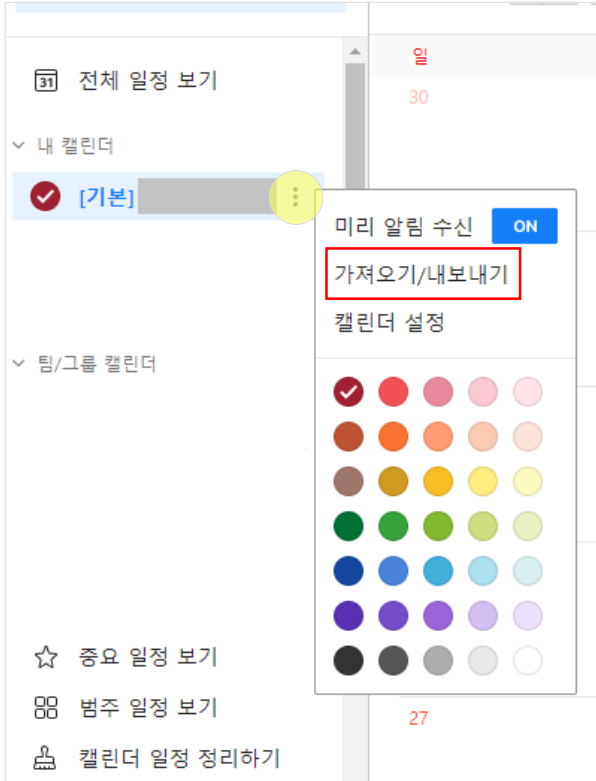 31 전체 일정 보기
일
30
내 캘린더
[기본]
미리 알림 수신 ON
가져오기/내보내기
캘린더 설정
팀/그룹 캘린더
중요 일정 보기
범주 일정 보기
27
캘린더 일정 정리하기